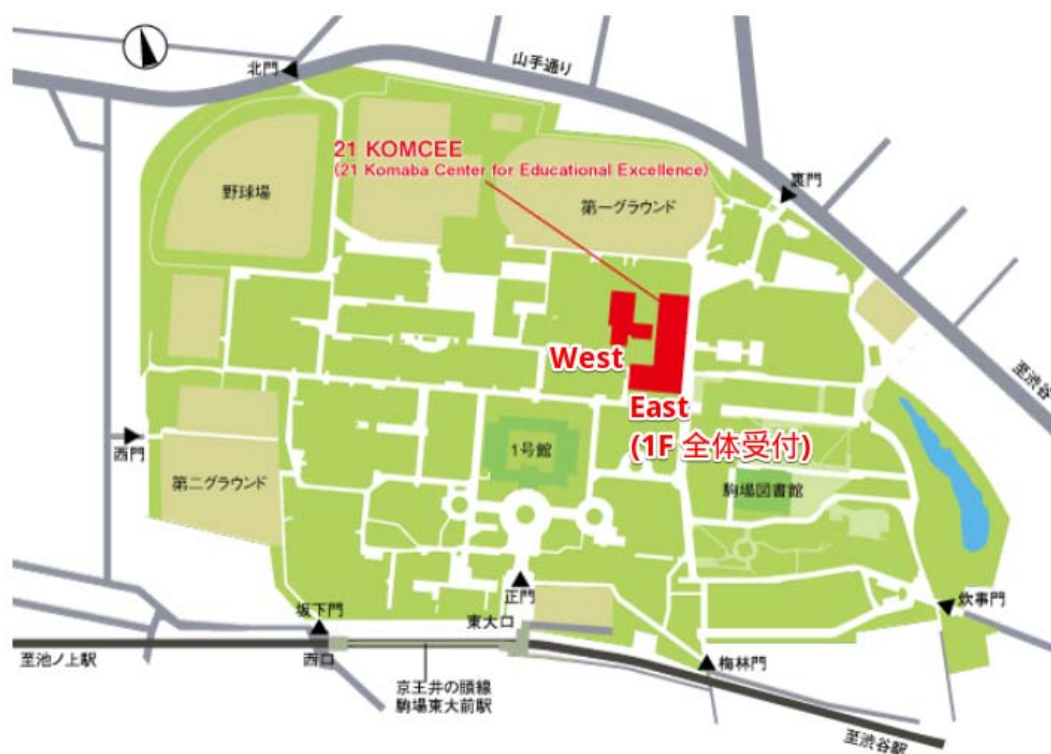 北門
山手通り
21 KOMCEE
(21 Komaba Center for Educational Excellence)
裏門
野球場
第一グラウンド
West
至渋谷
East
(1F 全体受付)
西門
1号館
第二グラウンド
駒場図書館
正門
坂下門
東大口
炊事門
至池ノ上駅
西口
梅林門
京王井の頭線
駒場東大前駅
至渋谷駅